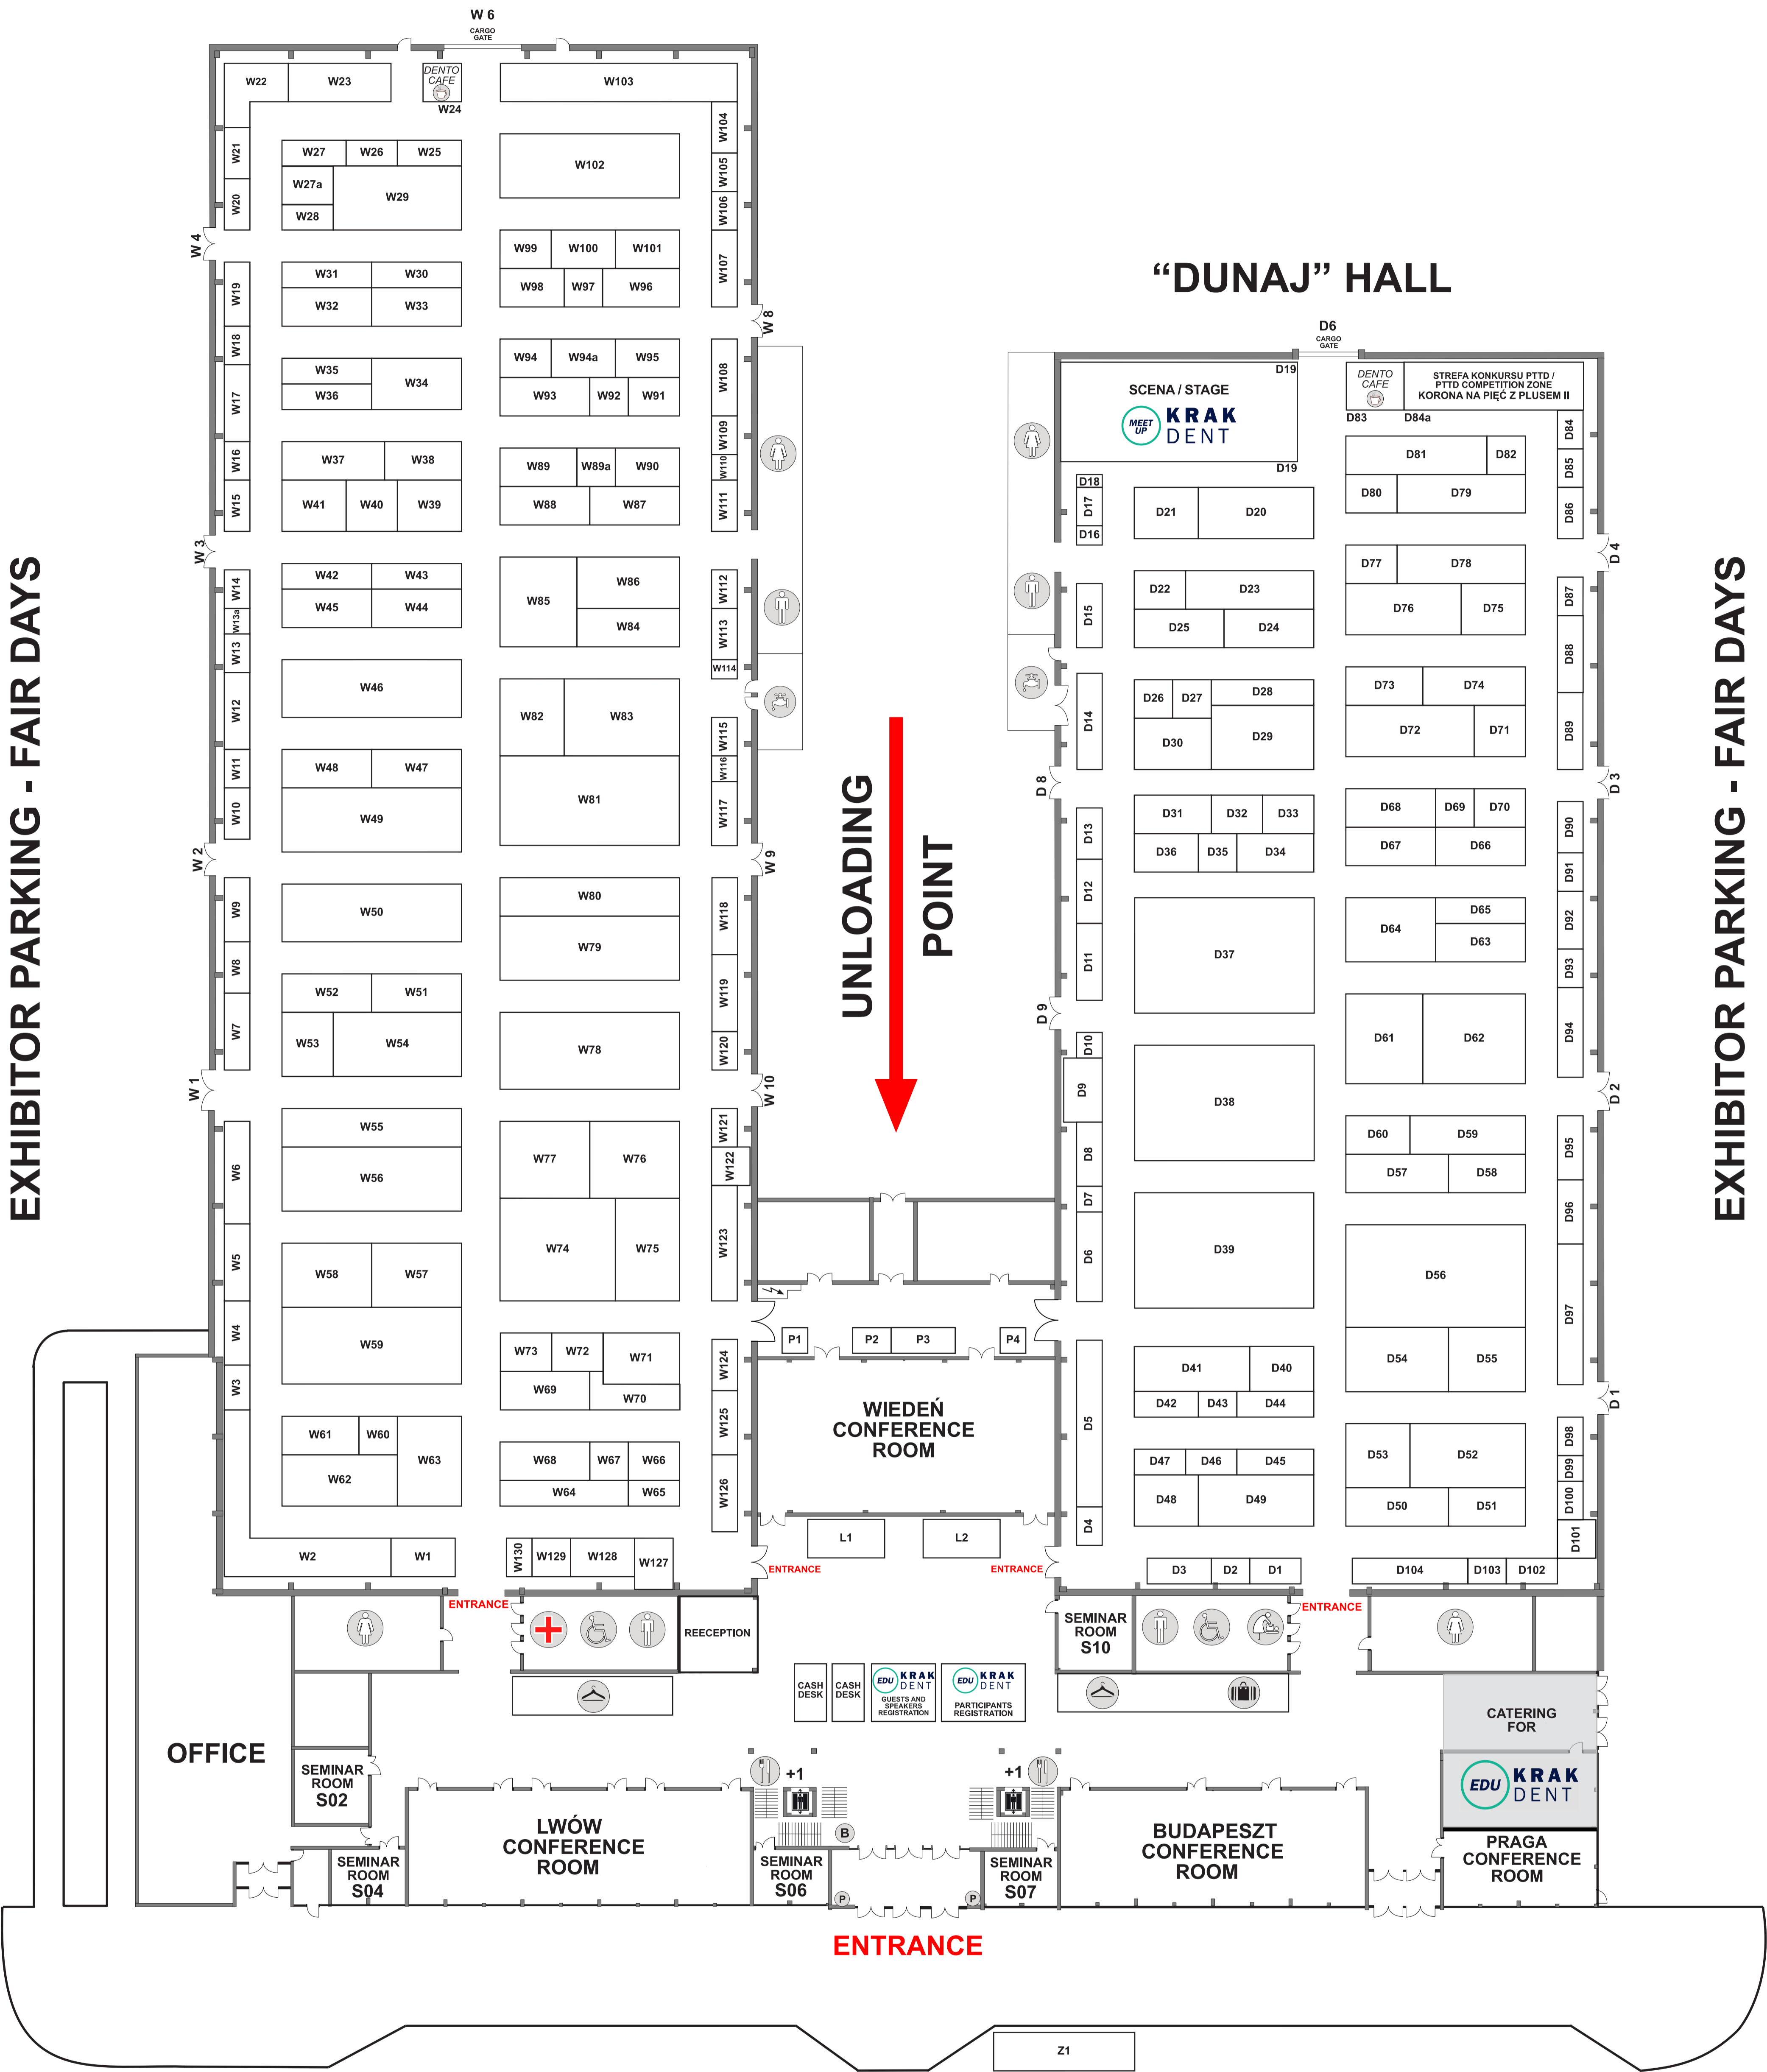 W 6
CARGO
GATE
W22
W23
DENTO
CAFE
W24
W103
W104
W21
W27
W26
W25
W102
W105
W27a
W29
W20
W28
W106
W 4
W99
W100
W101
W107
W31
W30
W19
W98
W97
W96
W32
W33
W 8
W18
W94
W94a
W95
W108
W35
W34
W36
W17
W93
W92
W91
W109
W16
W37
W38
W89
W89a
W90
W110
W15
W41
W40
W39
W88
W87
W111
W 3
W14
W42
W43
W85
W86
W112
W13a
W45
W44
W84
W113
W13
W114
W46
W12
W82
W83
W115
W11
W48
W47
W116
W10
W49
W81
W117
W 2
W 9
W9
W50
W80
W118
W79
W8
W52
W51
W119
W7
W53
W54
W78
W120
W 1
W 10
W55
W121
W6
W56
W77
W76
W122
W5
W58
W57
W74
W75
W123
W4
W59
W73
W72
W71
W124
W3
W69
W70
W61
W60
W63
W125
W62
W68
W67
W66
W64
W65
W126
W2
W1
W130
W129
W128
W127
EXHIBITOR PARKING - FAIR DAYS
UNLOADING
POINT
“DUNAJ” HALL
D6
CARGO
GATE
D19
SCENA / STAGE
MEET
UP
KRAK
DENT
D19
DENTO
CAFE
D83
STREFA KONKURSU PTTD /
PTTD COMPETITION ZONE
KORONA NA PIĘĆ Z PLUSEM II
D84a
D84
D81
D82
D85
D18
D17
D16
D21
D20
D80
D79
D86
D 4
D77
D78
D22
D23
D87
D15
D25
D24
D76
D75
D88
D26
D27
D28
D73
D74
D14
D30
D29
D72
D71
D89
D 8
D 3
D31
D32
D33
D68
D69
D70
D90
D13
D36
D35
D34
D67
D66
D91
D12
D37
D64
D65
D63
D92
D11
D93
D 9
D61
D62
D94
D10
D9
D38
D 2
D60
D59
D95
D8
D57
D58
D7
D96
D6
D39
D56
D97
D41
D40
D54
D55
D42
D43
D44
D 1
D5
D47
D46
D45
D53
D52
D98
D99
D48
D49
D50
D51
D100
D4
D101
D3
D2
D1
D104
D103
D102
EXHIBITOR PARKING - FAIR DAYS
P1
P2
P3
P4
WIEDEŃ
CONFERENCE
ROOM
L1
L2
ENTRANCE
ENTRANCE
ENTRANCE
ENTRANCE
REECEPTION
SEMINAR
ROOM
S10
CASH
DESK
CASH
DESK
EDU
KRAK
DENT
GUESTS AND
SPEAKERS
REGISTRATION
EDU
KRAK
DENT
PARTICIPANTS
REGISTRATION
CATERING
FOR
EDU
KRAK
DENT
OFFICE
SEMINAR
ROOM
S02
+1
+1
LWÓW
CONFERENCE
ROOM
B
BUDAPESZT
CONFERENCE
ROOM
PRAGA
CONFERENCE
ROOM
SEMINAR
ROOM
S04
SEMINAR
ROOM
S06
P
P
SEMINAR
ROOM
S07
ENTRANCE
Z1